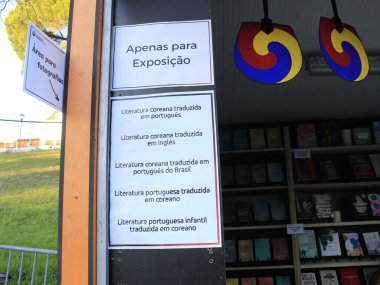 Área para
fotografias
Apenas para
Exposição
Literatura coreana traduzida
em português
Literatura coreana traduzida
em inglês
Literatura coreana traduzida em
português do Brasil
Literatura portuguesa traduzida
em coreano
Literatura portuguesa infantil
traduzida em coreano